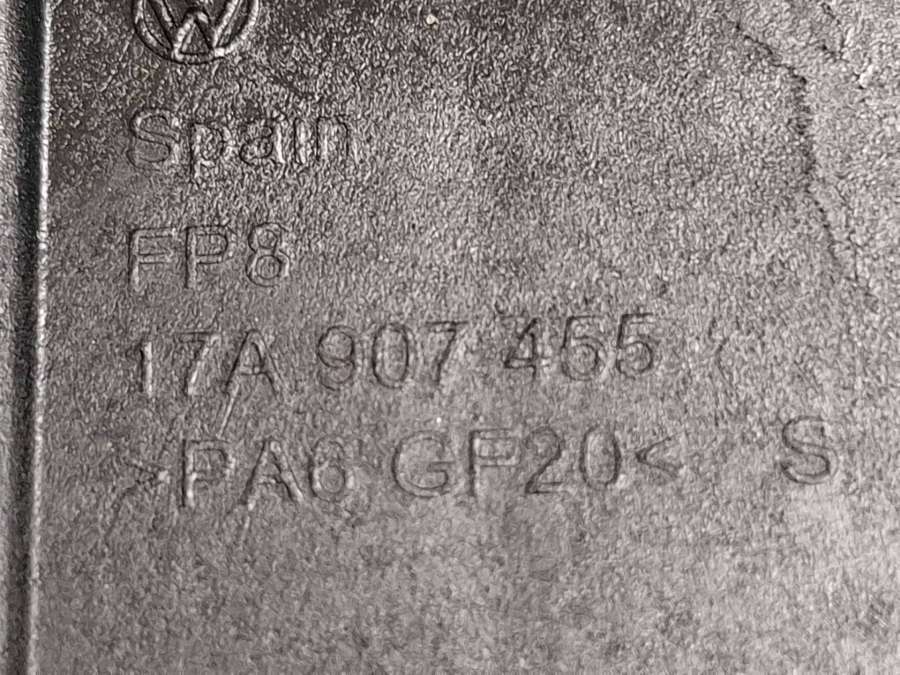 Spain
FP8
17A 907 455
>PA6 GF20< S